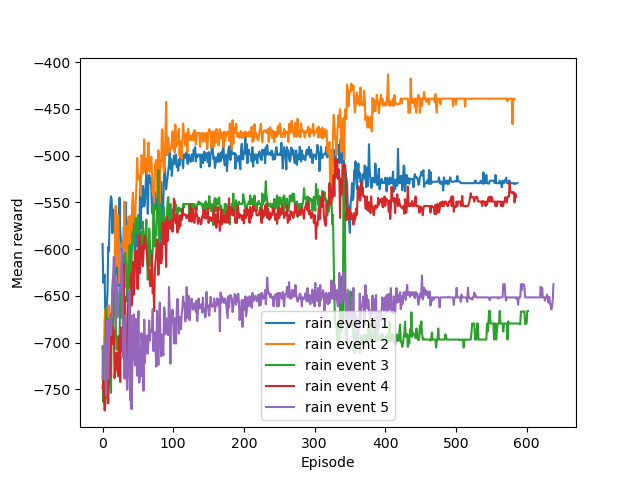 −400
−450
−500
−550
−600
−650
−700
−750
Mean reward
0
100
200
300
400
500
600
Episode
rain event 1
rain event 2
rain event 3
rain event 4
rain event 5